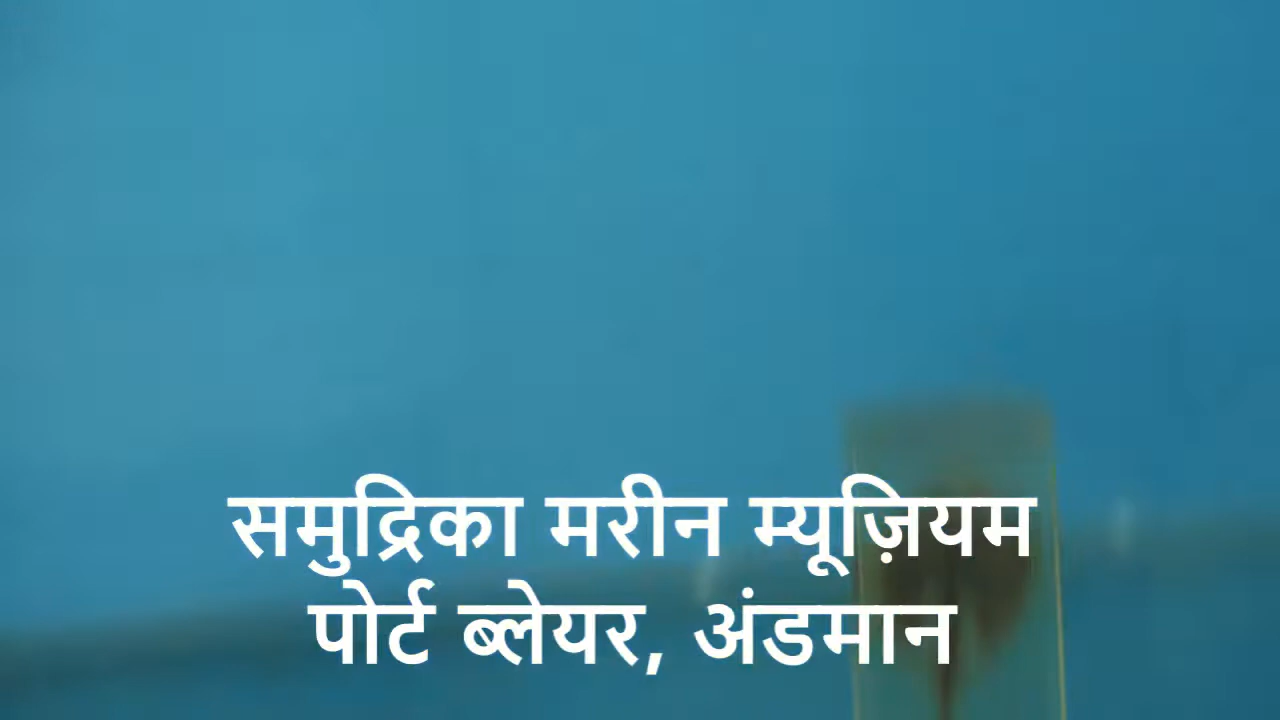 समुद्रिका मरीन म्यूज़ियम
पोर्ट ब्लेयर, अंडमान